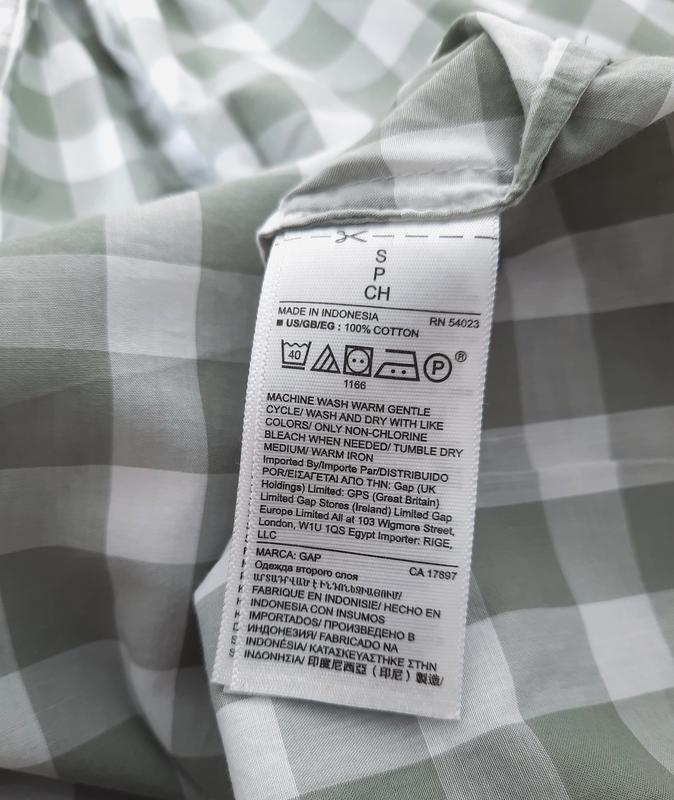 S
P
CH
MADE IN INDONESIA RN 54023
■ US/GB/EG : 100% COTTON
40 P ®
1166
MACHINE WASH WARM GENTLE
CYCLE/ WASH AND DRY WITH LIKE
COLORS/ ONLY NON-CHLORINE
BLEACH WHEN NEEDED/ TUMBLE DRY
MEDIUM/ WARM IRON
Imported By/Importe Par/DISTRIBUIDO
POR/ΕΙΣΑΓΕΤΑΙ ΑΠΟ ΤΗΝ: Gap (UK
Holdings) Limited: GPS (Great Britain)
Limited Gap Stores (Ireland) Limited Gap
Europe Limited All at 103 Wigmore Street,
London, W1U 1QS Egypt Importer: RIGE,
LLC
MARCA: GAP CA 17897
Одежда второго слоя
FABRIQUE EN INDONISIE/ HECHO EN
INDONESIA CON INSUMOS
IMPORTADOS/ ПРОИЗВЕДЕНО В
ИНДОНЕЗИЯ/ FABRICADO NA
INDONÉSIA/ ΚΑΤΑΣΚΕΥΑΣΤΗΚΕ ΣΤΗΝ
ΙΝΔΟΝΗΣΙΑ/ 印度尼西亞（印尼）製造/